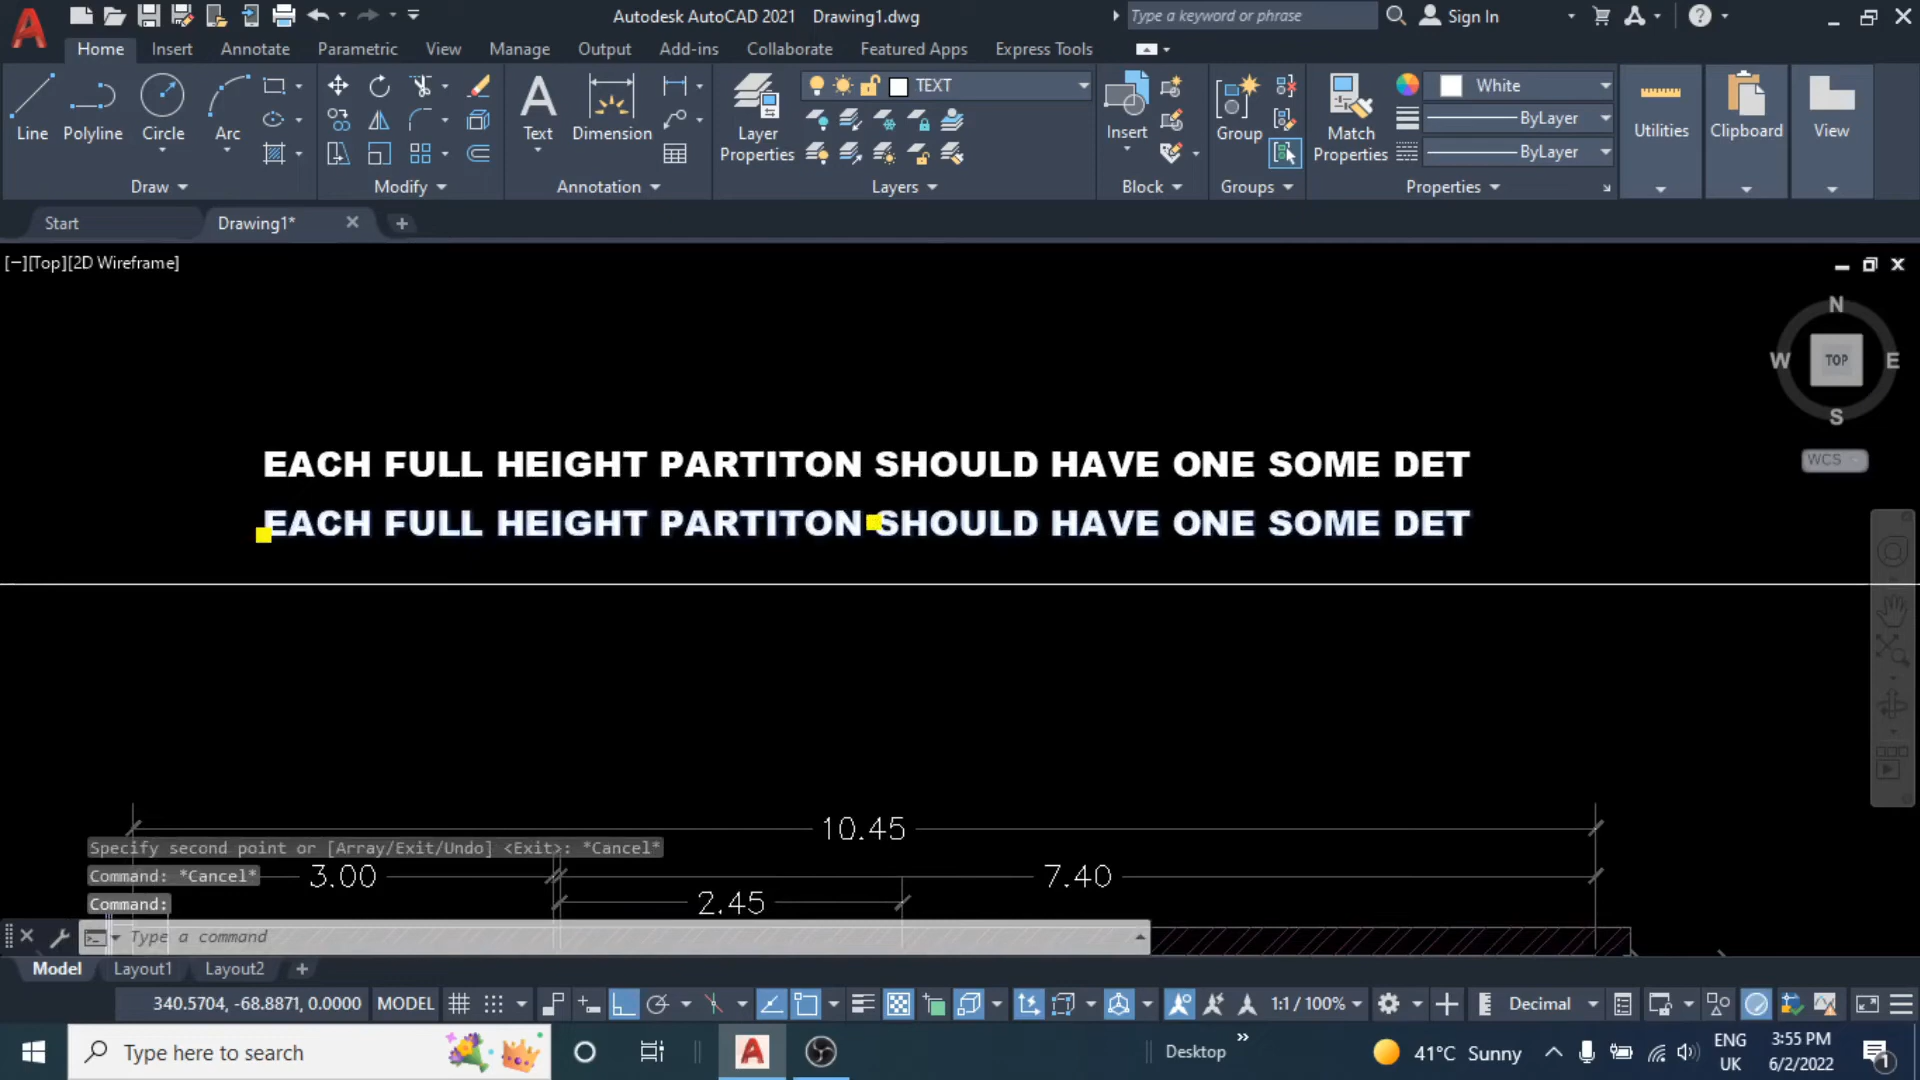 Autodesk AutoCAD 2021 Drawing1.dwg
Type a keyword or phrase
Sign In
Home Insert Annotate Parametric View Manage Output Add-ins Collaborate Featured Apps Express Tools
TEXT
White
ByLayer
ByLayer
Line Polyline Circle Arc
Text Dimension
Layer Properties
Insert
Group
Match Properties
Utilities Clipboard View
Draw Modify Annotation Layers Block Groups Properties
Start Drawing1*
[−][Top][2D Wireframe]
N
W TOP E
S
WCS
EACH FULL HEIGHT PARTITON SHOULD HAVE ONE SOME DET
EACH FULL HEIGHT PARTITON SHOULD HAVE ONE SOME DET
10.45
Specify second point or [Array/Exit/Undo] <Exit>: *Cancel*
Command: *Cancel*
3.00 7.40
Command:
2.45
Type a command
Model Layout1 Layout2
340.5704, -68.8871, 0.0000 MODEL
1:1 / 100%
Decimal
Type here to search
Desktop
41°C Sunny
ENG
UK
3:55 PM
6/2/2022
1